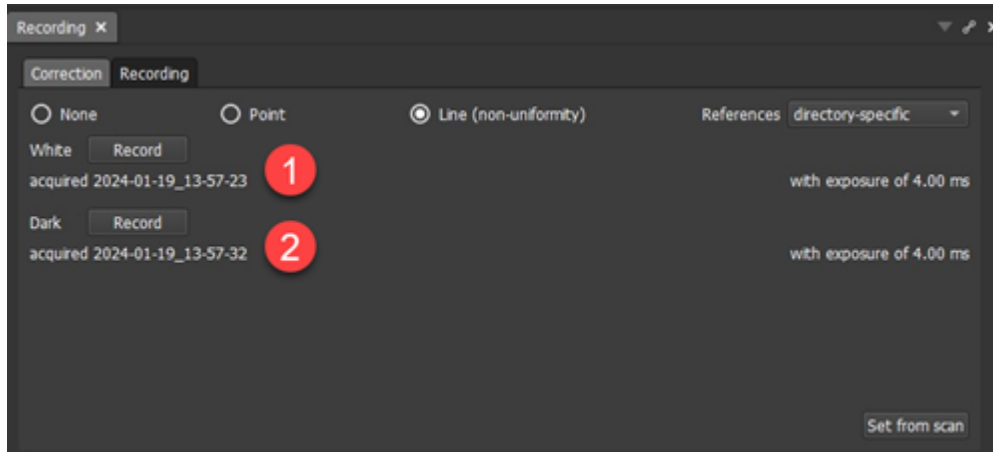 Recording
Correction Recording
None Point Line (non-uniformity) References directory-specific
White Record
1
acquired 2024-01-19_13-57-23 with exposure of 4.00 ms
Dark Record
2
acquired 2024-01-19_13-57-32 with exposure of 4.00 ms
Set from scan